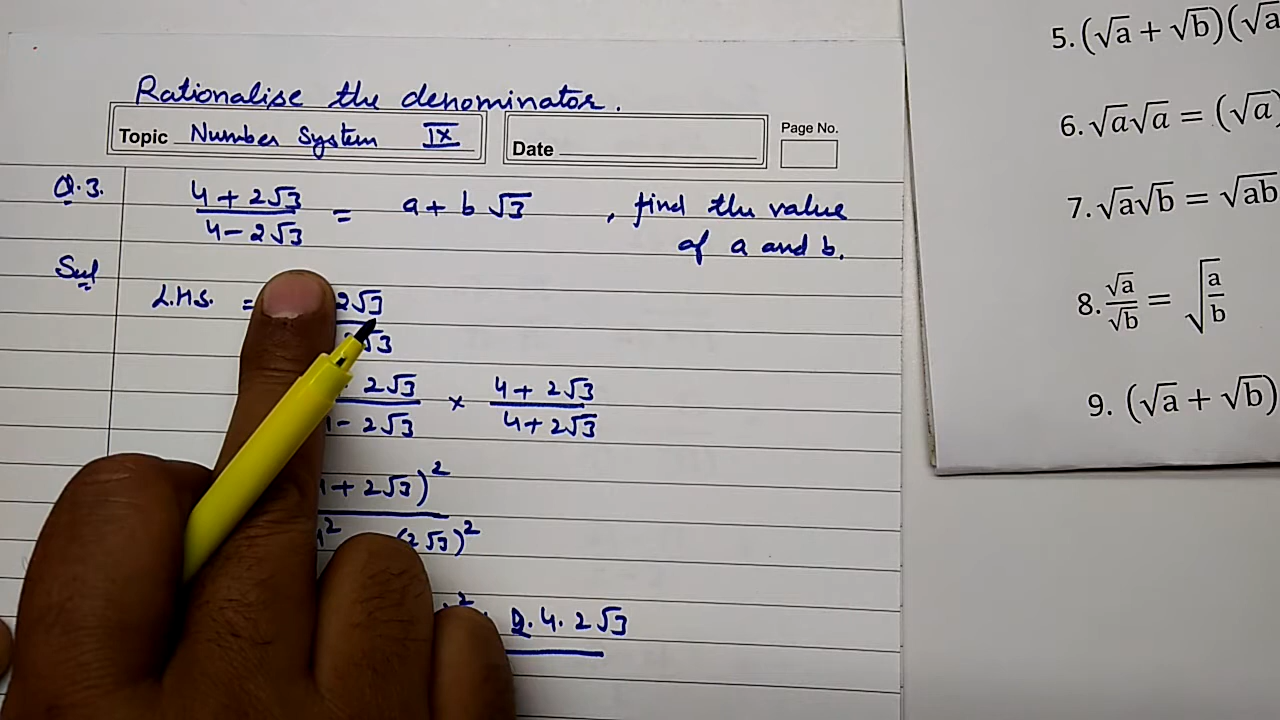 Rationalise the denominator.
Topic Number System IX
Date
Page No.
Q.3. (4 + 2√3)/(4 - 2√3) = a + b√3 , find the value
of a and b.
Sol
L.H.S. = 2√3
√3
2√3 × (4 + 2√3)
- 2√3 (4 + 2√3)
+ 2√3)²
² (2√3)²
² 2.4.2√3
5. (√a + √b)(√a
6. √a√a = (√a)
7. √a√b = √ab
8. √a/√b = √(a/b)
9. (√a + √b)